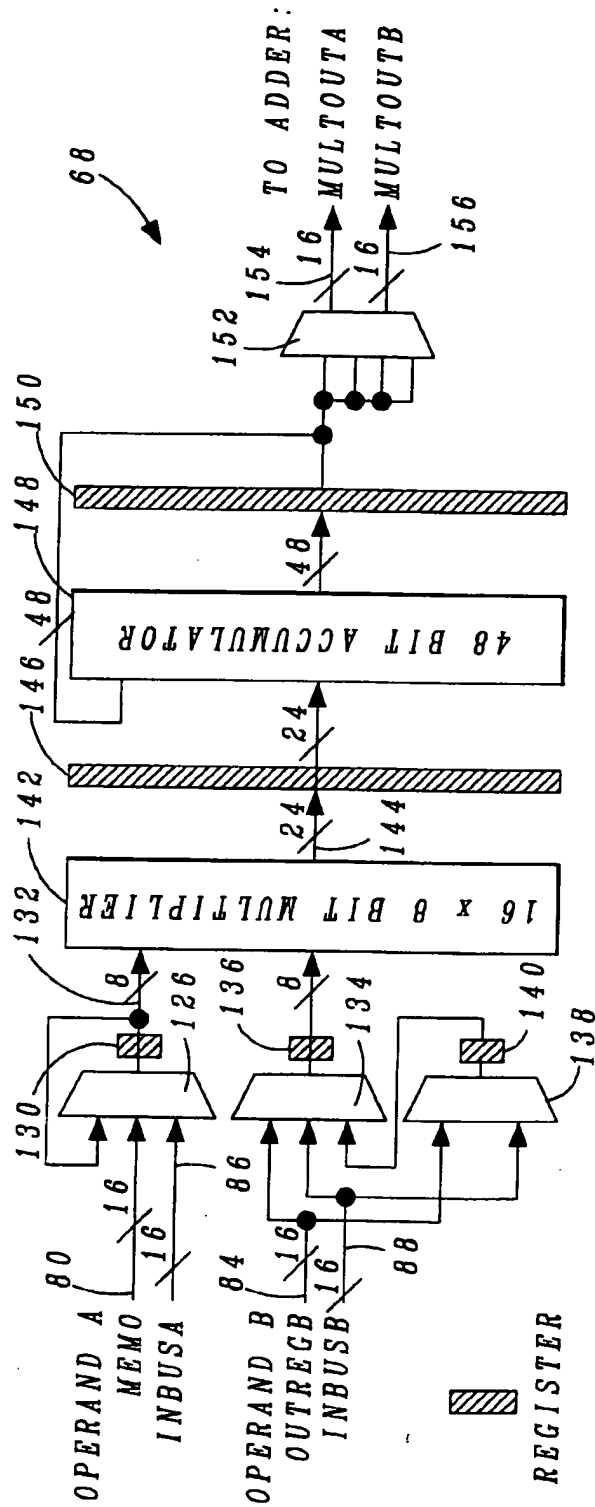 68
OPERAND A
MEMO
INBUSA
80
16
16
86
130
126
132
8
OPERAND B
OUTREGB
INBUSB
84
16
16
88
136
8
134
140
138
142
16 x 8 BIT MULTIPLIER
24
144
146
24
48
148
48 BIT ACCUMULATOR
48
150
152
154
16
16
156
TO ADDER:
MULTOUTA
MULTOUTB
REGISTER